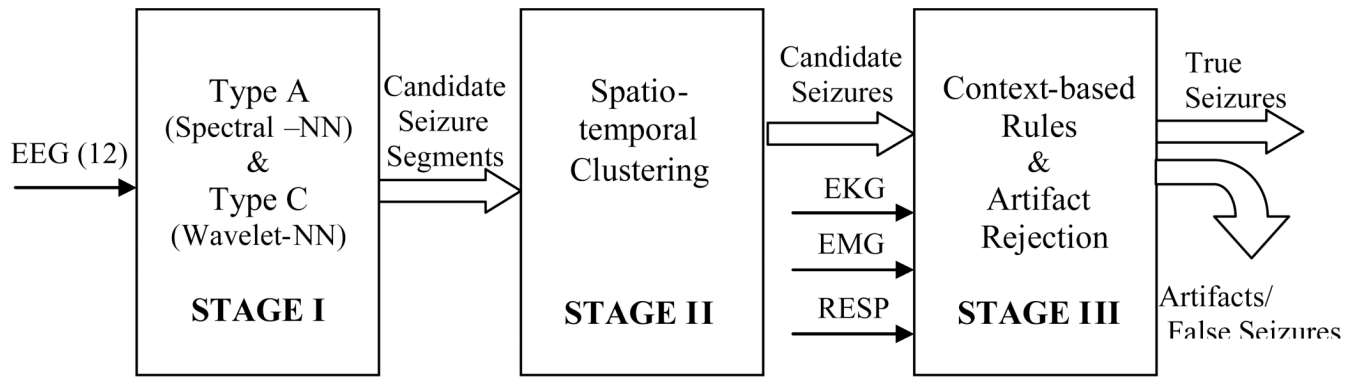 EEG (12)
Type A
(Spectral –NN)
&
Type C
(Wavelet-NN)
STAGE I
Candidate
Seizure
Segments
Spatio-
temporal
Clustering
STAGE II
Candidate
Seizures
EKG
EMG
RESP
Context-based
Rules
&
Artifact
Rejection
STAGE III
True
Seizures
Artifacts/
False Seizures